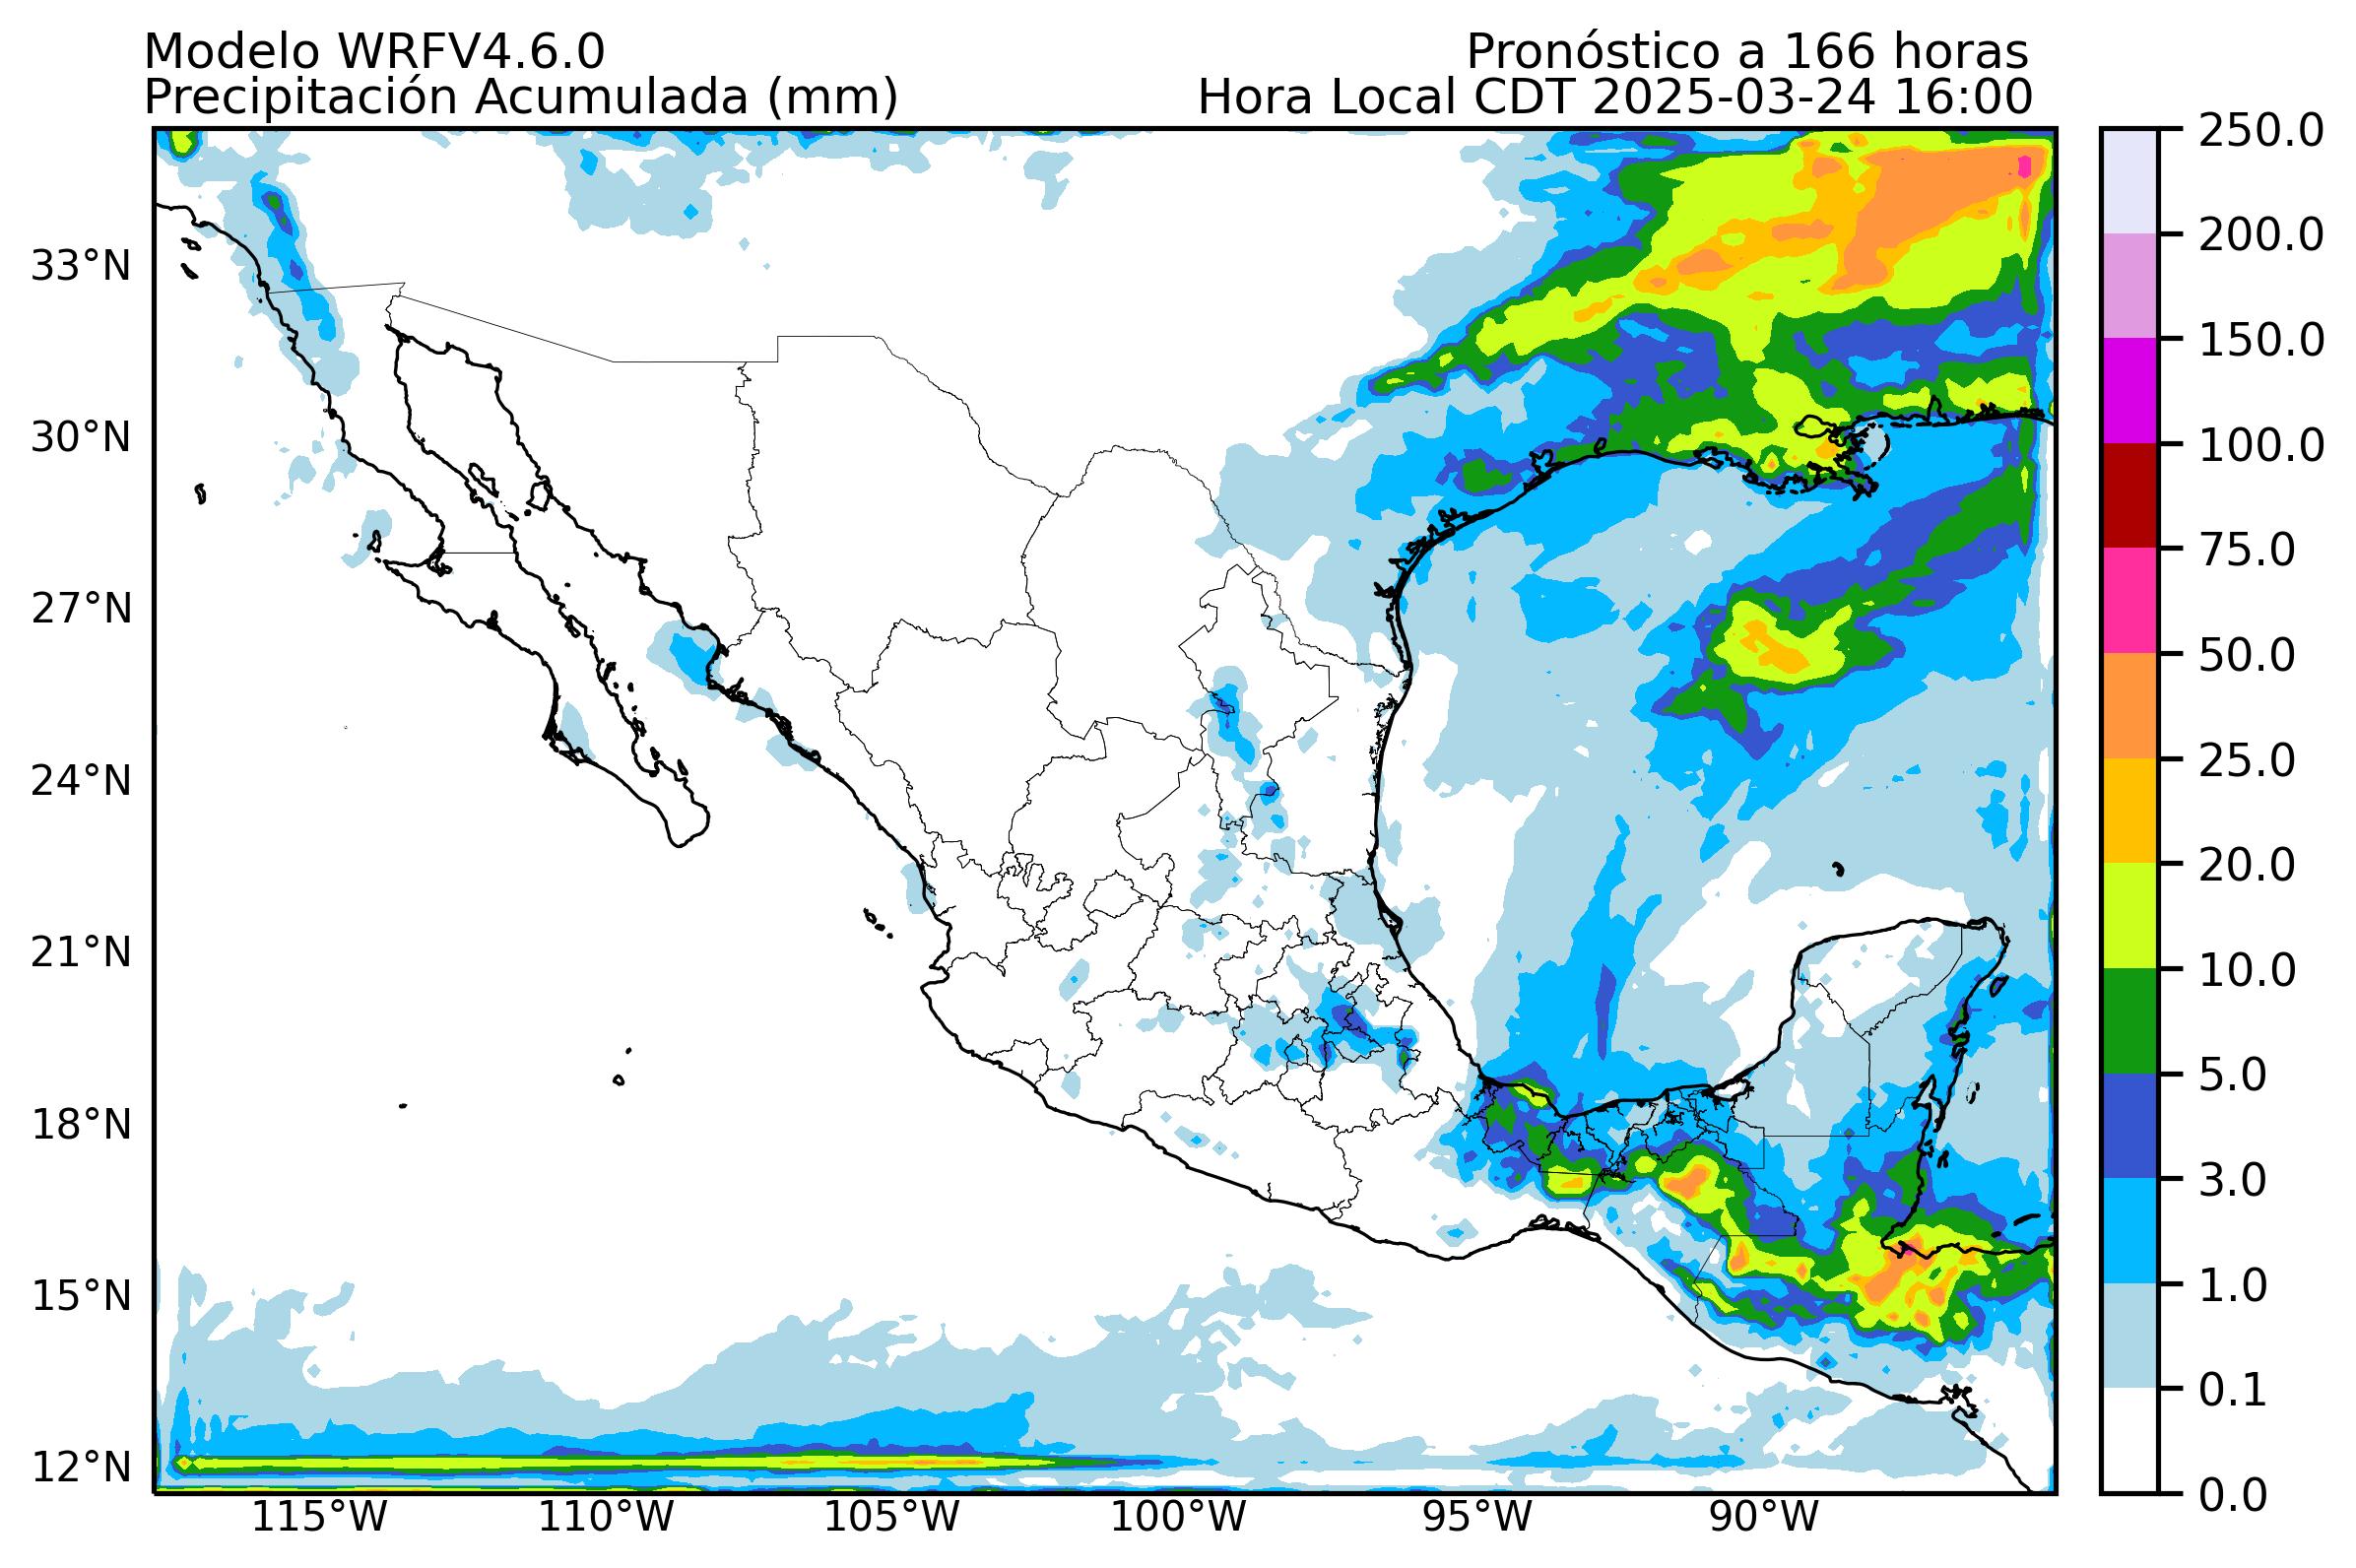 Modelo WRFV4.6.0
Pronóstico a 166 horas
Precipitación Acumulada (mm)
Hora Local CDT 2025-03-24 16:00
33°N
30°N
27°N
24°N
21°N
18°N
15°N
12°N
115°W
110°W
105°W
100°W
95°W
90°W
250.0
200.0
150.0
100.0
75.0
50.0
25.0
20.0
10.0
5.0
3.0
1.0
0.1
0.0